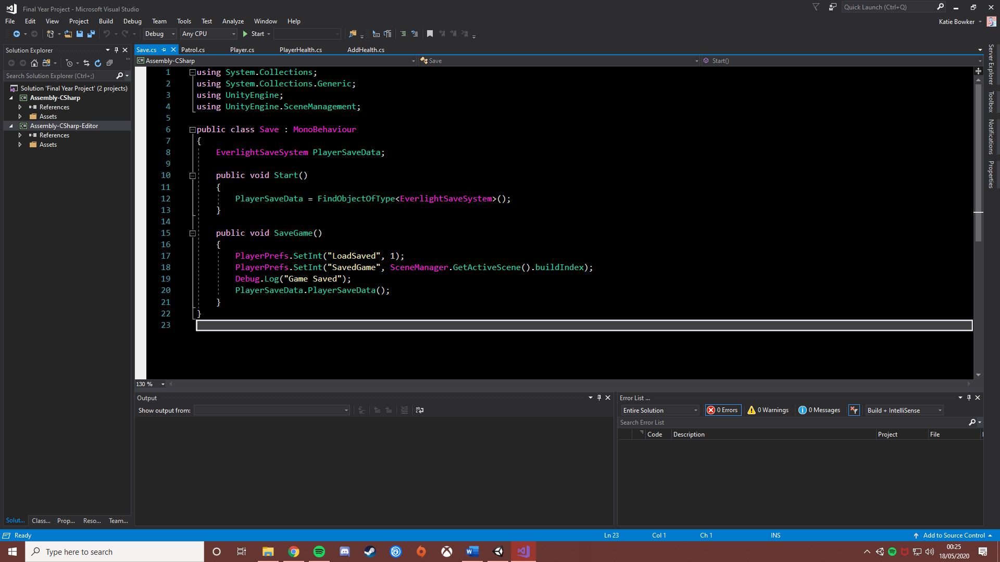 Final Year Project - Microsoft Visual Studio
Quick Launch (Ctrl+Q)
File Edit View Project Build Debug Team Tools Test Analyze Window Help
Katie Bowker
Debug Any CPU Start
Solution Explorer
Search Solution Explorer (Ctrl+;)
Solution 'Final Year Project' (2 projects)
Assembly-CSharp
References
Assets
Assembly-CSharp-Editor
References
Assets
Solut... Class... Prop... Reso... Team...
Save.cs Patrol.cs Player.cs PlayerHealth.cs AddHealth.cs
Assembly-CSharp Save Start()
1 using System.Collections;
2 using System.Collections.Generic;
3 using UnityEngine;
4 using UnityEngine.SceneManagement;
5
6 public class Save : MonoBehaviour
7 {
8 EverlightSaveSystem PlayerSaveData;
9
10 public void Start()
11 {
12 PlayerSaveData = FindObjectOfType<EverlightSaveSystem>();
13 }
14
15 public void SaveGame()
16 {
17 PlayerPrefs.SetInt("LoadSaved", 1);
18 PlayerPrefs.SetInt("SavedGame", SceneManager.GetActiveScene().buildIndex);
19 Debug.Log("Game Saved");
20 PlayerSaveData.PlayerSaveData();
21 }
22 }
23
130 %
Server Explorer
Toolbox
Notifications
Properties
Output
Show output from:
Error List ...
Entire Solution 0 Errors 0 Warnings 0 Messages Build + IntelliSense
Search Error List
Code Description Project File
Ready Ln 23 Col 1 Ch 1 INS Add to Source Control
Type here to search
00:25
18/05/2020